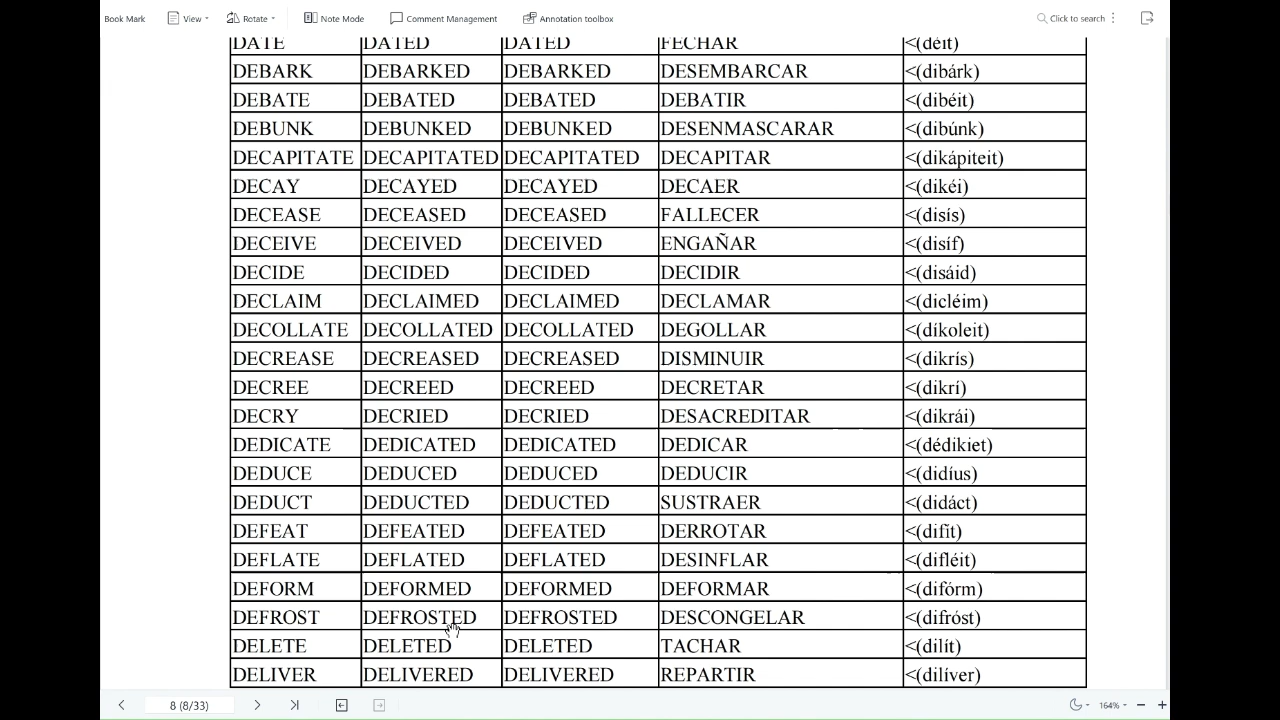 Book Mark View Rotate Note Mode Comment Management Annotation toolbox Click to search
DATE DATED DATED FECHAR <(déit)
DEBARK DEBARKED DEBARKED DESEMBARCAR <(dibárk)
DEBATE DEBATED DEBATED DEBATIR <(dibéit)
DEBUNK DEBUNKED DEBUNKED DESENMASCARAR <(dibúnk)
DECAPITATE DECAPITATED DECAPITATED DECAPITAR <(dikápiteit)
DECAY DECAYED DECAYED DECAER <(dikéi)
DECEASE DECEASED DECEASED FALLECER <(disís)
DECEIVE DECEIVED DECEIVED ENGAÑAR <(disíf)
DECIDE DECIDED DECIDED DECIDIR <(disáid)
DECLAIM DECLAIMED DECLAIMED DECLAMAR <(dicléim)
DECOLLATE DECOLLATED DECOLLATED DEGOLLAR <(díkoleit)
DECREASE DECREASED DECREASED DISMINUIR <(dikrís)
DECREE DECREED DECREED DECRETAR <(dikrí)
DECRY DECRIED DECRIED DESACREDITAR <(dikrái)
DEDICATE DEDICATED DEDICATED DEDICAR <(dédikiet)
DEDUCE DEDUCED DEDUCED DEDUCIR <(didíus)
DEDUCT DEDUCTED DEDUCTED SUSTRAER <(didáct)
DEFEAT DEFEATED DEFEATED DERROTAR <(difít)
DEFLATE DEFLATED DEFLATED DESINFLAR <(difléit)
DEFORM DEFORMED DEFORMED DEFORMAR <(difórm)
DEFROST DEFROSTED DEFROSTED DESCONGELAR <(difróst)
DELETE DELETED DELETED TACHAR <(dilít)
DELIVER DELIVERED DELIVERED REPARTIR <(dilíver)
8 (8/33) 164%